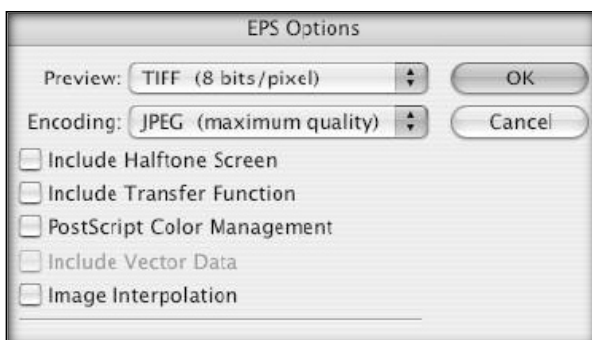 EPS Options
Preview: TIFF (8 bits/pixel) OK
Encoding: JPEG (maximum quality) Cancel
Include Halftone Screen
Include Transfer Function
PostScript Color Management
Include Vector Data
Image Interpolation